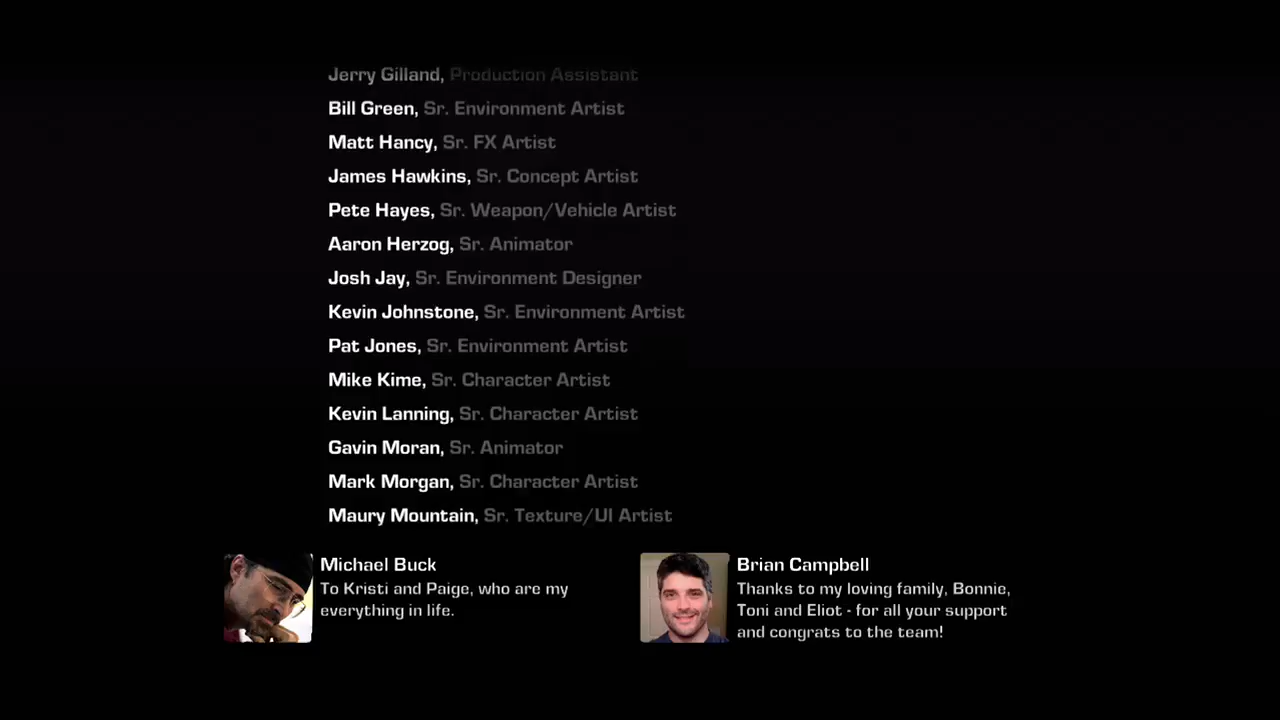 Jerry Gilland, Production Assistant
Bill Green, Sr. Environment Artist
Matt Hancy, Sr. FX Artist
James Hawkins, Sr. Concept Artist
Pete Hayes, Sr. Weapon/Vehicle Artist
Aaron Herzog, Sr. Animator
Josh Jay, Sr. Environment Designer
Kevin Johnstone, Sr. Environment Artist
Pat Jones, Sr. Environment Artist
Mike Kime, Sr. Character Artist
Kevin Lanning, Sr. Character Artist
Gavin Moran, Sr. Animator
Mark Morgan, Sr. Character Artist
Maury Mountain, Sr. Texture/UI Artist
Michael Buck
To Kristi and Paige, who are my
everything in life.
Brian Campbell
Thanks to my loving family, Bonnie,
Toni and Eliot - for all your support
and congrats to the team!